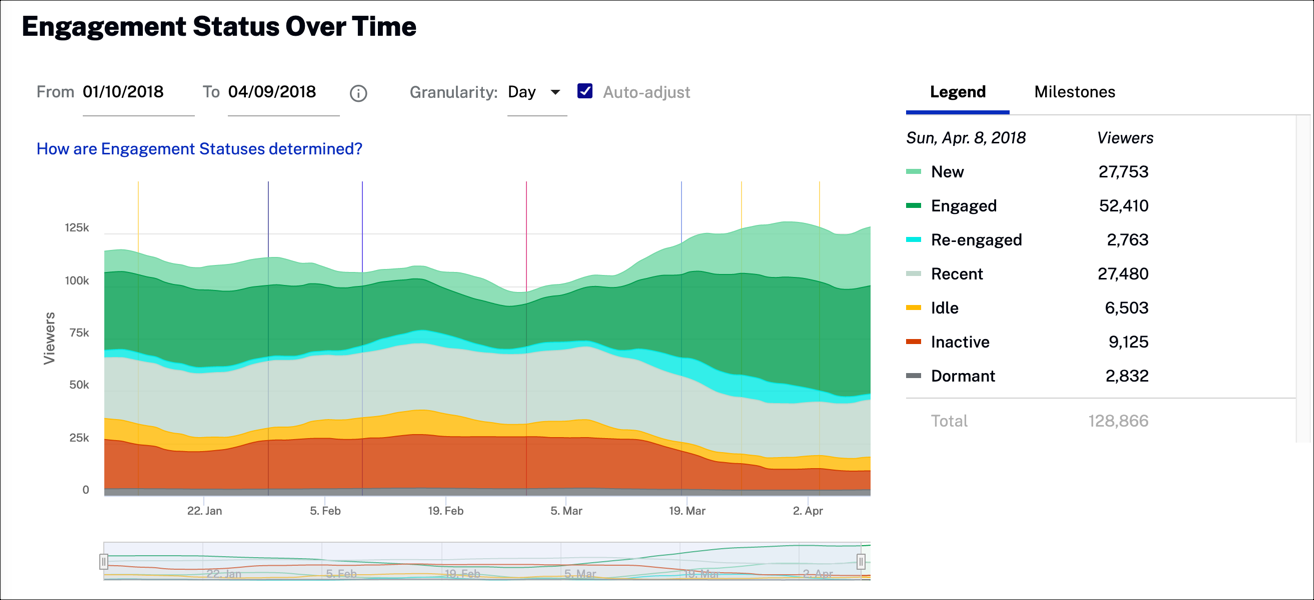 Engagement Status Over Time
From 01/10/2018 To 04/09/2018 Granularity: Day Auto-adjust
How are Engagement Statuses determined?
Legend Milestones
Sun, Apr. 8, 2018 Viewers
New 27,753
Engaged 52,410
Re-engaged 2,763
Recent 27,480
Idle 6,503
Inactive 9,125
Dormant 2,832
Total 128,866
Viewers
125k
100k
75k
50k
25k
0
22. Jan 5. Feb 19. Feb 5. Mar 19. Mar 2. Apr
22. Jan 5. Feb 19. Feb 5. Mar 19. Mar 2. Apr